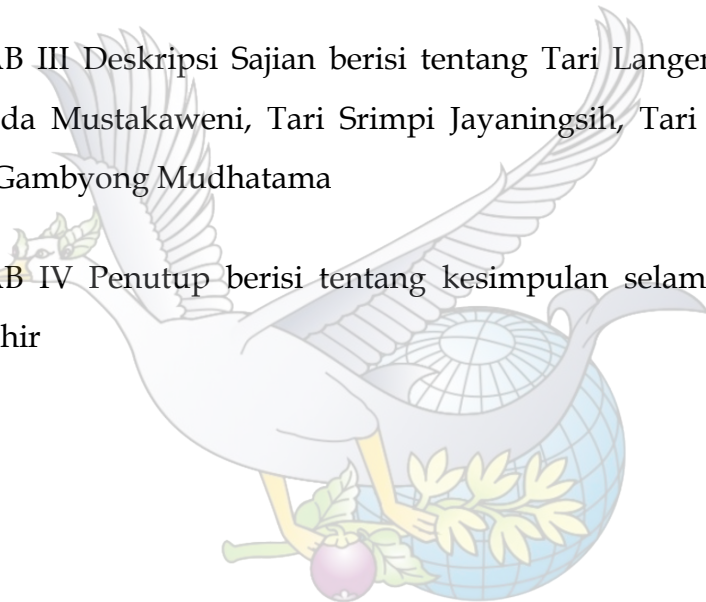 AB III Deskripsi Sajian berisi tentang Tari Langen
da Mustakaweni, Tari Srimpi Jayaningsih, Tari
Gambyong Mudhatama
AB IV Penutup berisi tentang kesimpulan selam
hir